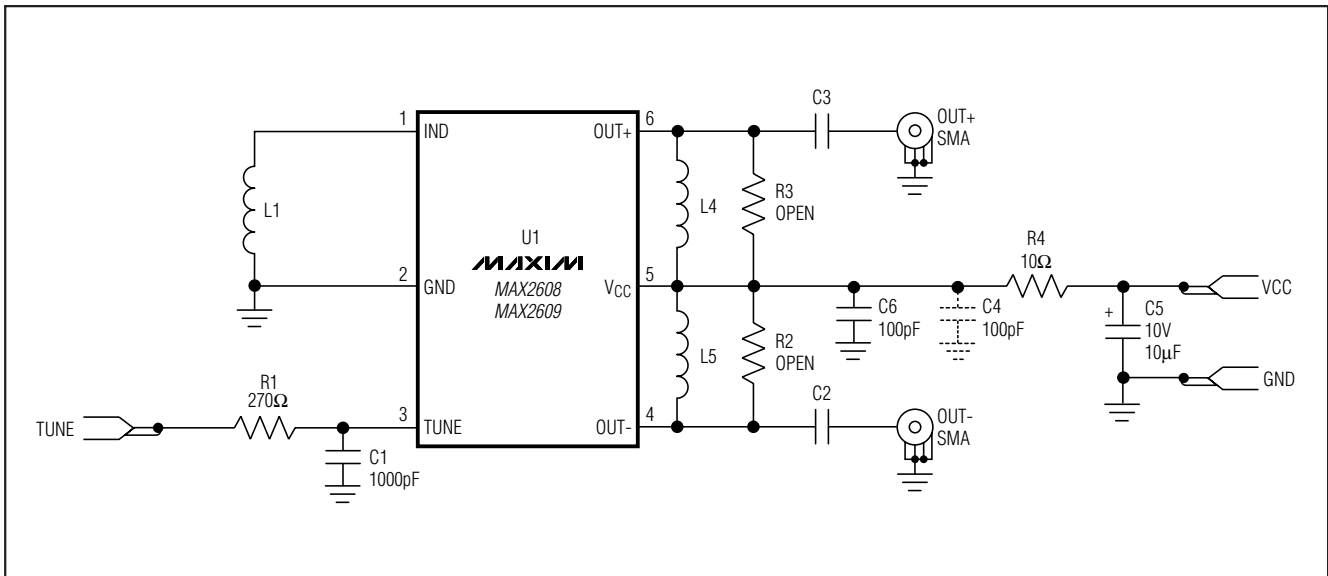 C3
OUT+
SMA
1
IND
OUT+
6
L1
L4
R3
OPEN
U1
MAXIM
MAX2608
MAX2609
R4
10Ω
2
GND
VCC
5
VCC
C6
100pF
C4
100pF
+
C5
10V
10µF
L5
R2
OPEN
GND
R1
270Ω
C2
TUNE
3
TUNE
OUT-
4
OUT-
SMA
C1
1000pF